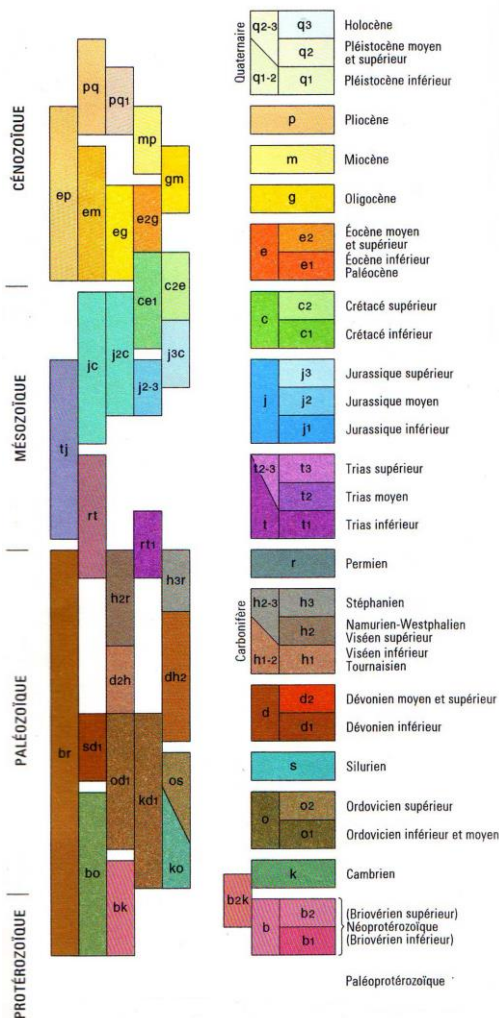 q2-3 q3 Holocène
Quaternaire
q2 Pléistocène moyen
et supérieur
q1-2 q1 Pléistocène inférieur
pq
pq1
p Pliocène
CÉNOZOÏQUE
mp
m Miocène
gm
ep
em
g Oligocène
eg
e2g
e e2 Éocène moyen
et supérieur
e1 Éocène inférieur
Paléocène
ce1
c2e
c c2 Crétacé supérieur
c1 Crétacé inférieur
MÉSOZOÏQUE
jc
j2c
j3c
j2-3
j j3 Jurassique supérieur
j2 Jurassique moyen
j1 Jurassique inférieur
tj
rt
t2-3 t3 Trias supérieur
t2 Trias moyen
t t1 Trias inférieur
rt1
r Permien
h2r
h3r
Carbonifère
h2-3 h3 Stéphanien
h2 Namurien-Westphalien
Viséen supérieur
h1-2 h1 Viséen inférieur
Tournaisien
PALÉOZOÏQUE
d2h
dh2
d d2 Dévonien moyen et supérieur
d1 Dévonien inférieur
br
sd1
od1
kd1
os
s Silurien
o o2 Ordovicien supérieur
o1 Ordovicien inférieur et moyen
bo
ko
bk
k Cambrien
b2k
PROTÉROZOÏQUE
b b2 (Briovérien supérieur)
Néoprotérozoïque
b1 (Briovérien inférieur)
Paléoprotérozoïque